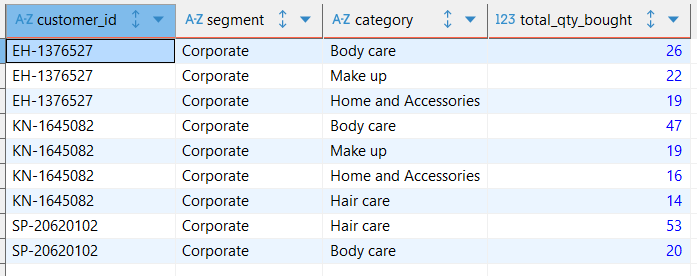 A-Z customer_id A-Z segment A-Z category 123 total_qty_bought
EH-1376527 Corporate Body care 26
EH-1376527 Corporate Make up 22
EH-1376527 Corporate Home and Accessories 19
KN-1645082 Corporate Body care 47
KN-1645082 Corporate Make up 19
KN-1645082 Corporate Home and Accessories 16
KN-1645082 Corporate Hair care 14
SP-20620102 Corporate Hair care 53
SP-20620102 Corporate Body care 20